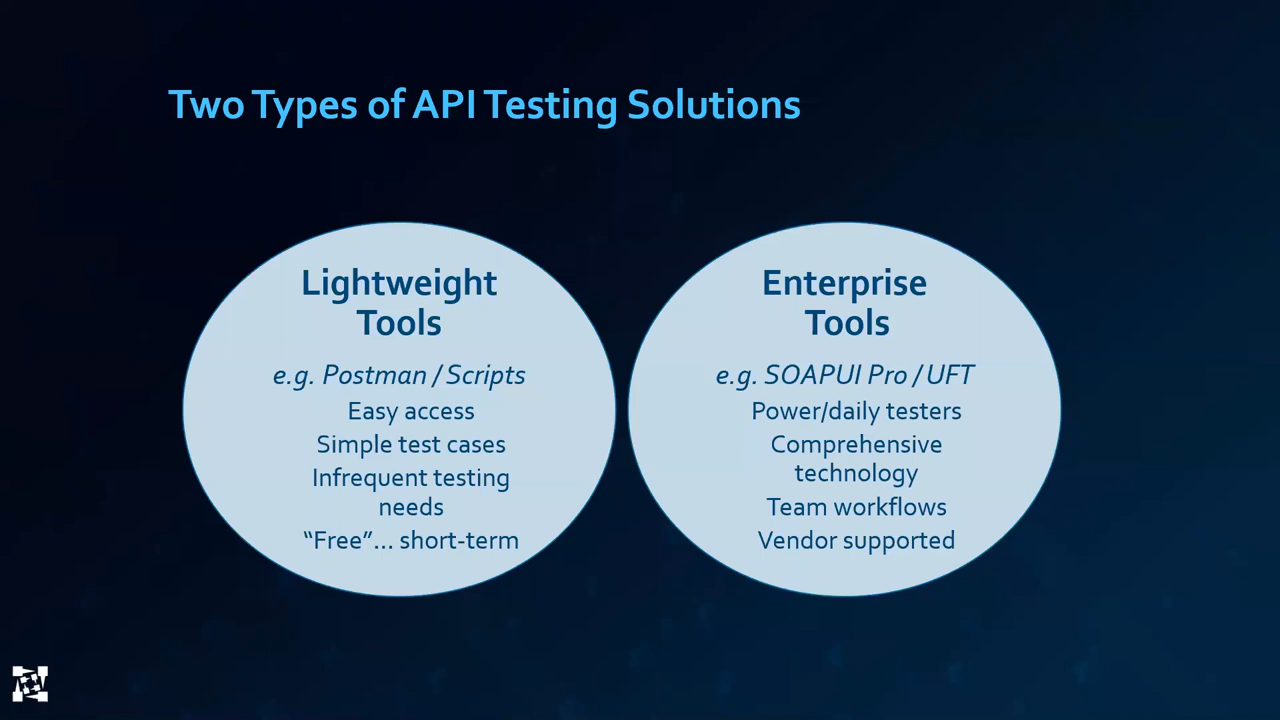 Two Types of API Testing Solutions
Lightweight
Tools
e.g. Postman / Scripts
Easy access
Simple test cases
Infrequent testing
needs
“Free”... short-term
Enterprise
Tools
e.g. SOAPUI Pro / UFT
Power/daily testers
Comprehensive
technology
Team workflows
Vendor supported